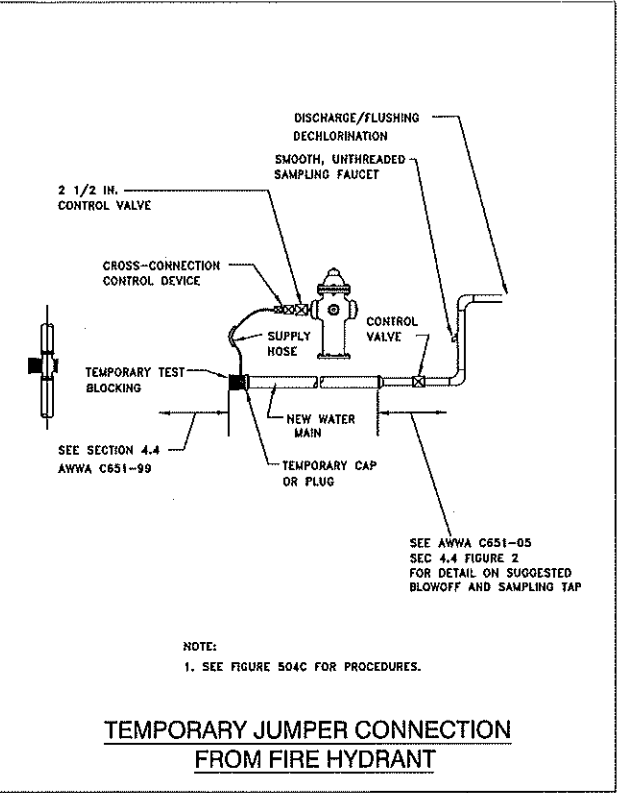 DISCHARGE/FLUSHING
DECHLORINATION
SMOOTH, UNTHREADED
SAMPLING FAUCET
2 1/2 IN.
CONTROL VALVE
CROSS-CONNECTION
CONTROL DEVICE
SUPPLY
HOSE
CONTROL
VALVE
TEMPORARY TEST
BLOCKING
NEW WATER
MAIN
SEE SECTION 4.4
AWWA C651-99
TEMPORARY CAP
OR PLUG
SEE AWWA C651-05
SEC 4.4 FIGURE 2
FOR DETAIL ON SUGGESTED
BLOWOFF AND SAMPLING TAP
NOTE:
1. SEE FIGURE 504C FOR PROCEDURES.
TEMPORARY JUMPER CONNECTION
FROM FIRE HYDRANT